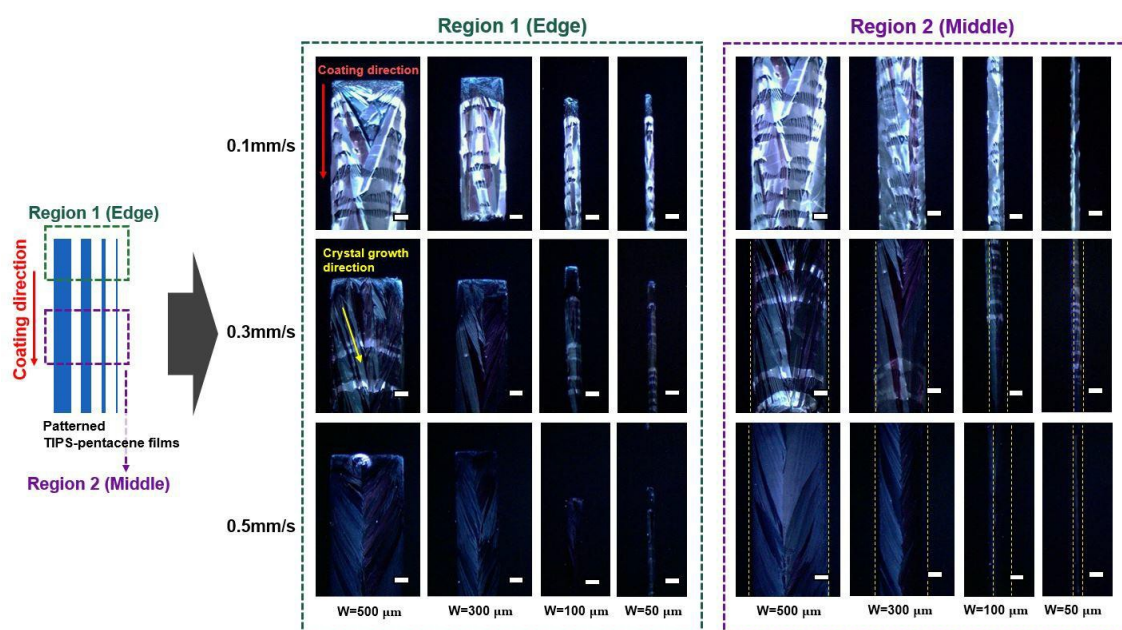 Region 1 (Edge)
Region 2 (Middle)
Coating direction
0.1mm/s
Region 1 (Edge)
Coating direction
Crystal growth
direction
0.3mm/s
Patterned
TIPS-pentacene films
Region 2 (Middle)
0.5mm/s
W=500 μm
W=300 μm
W=100 μm
W=50 μm
W=500 μm
W=300 μm
W=100 μm
W=50 μm